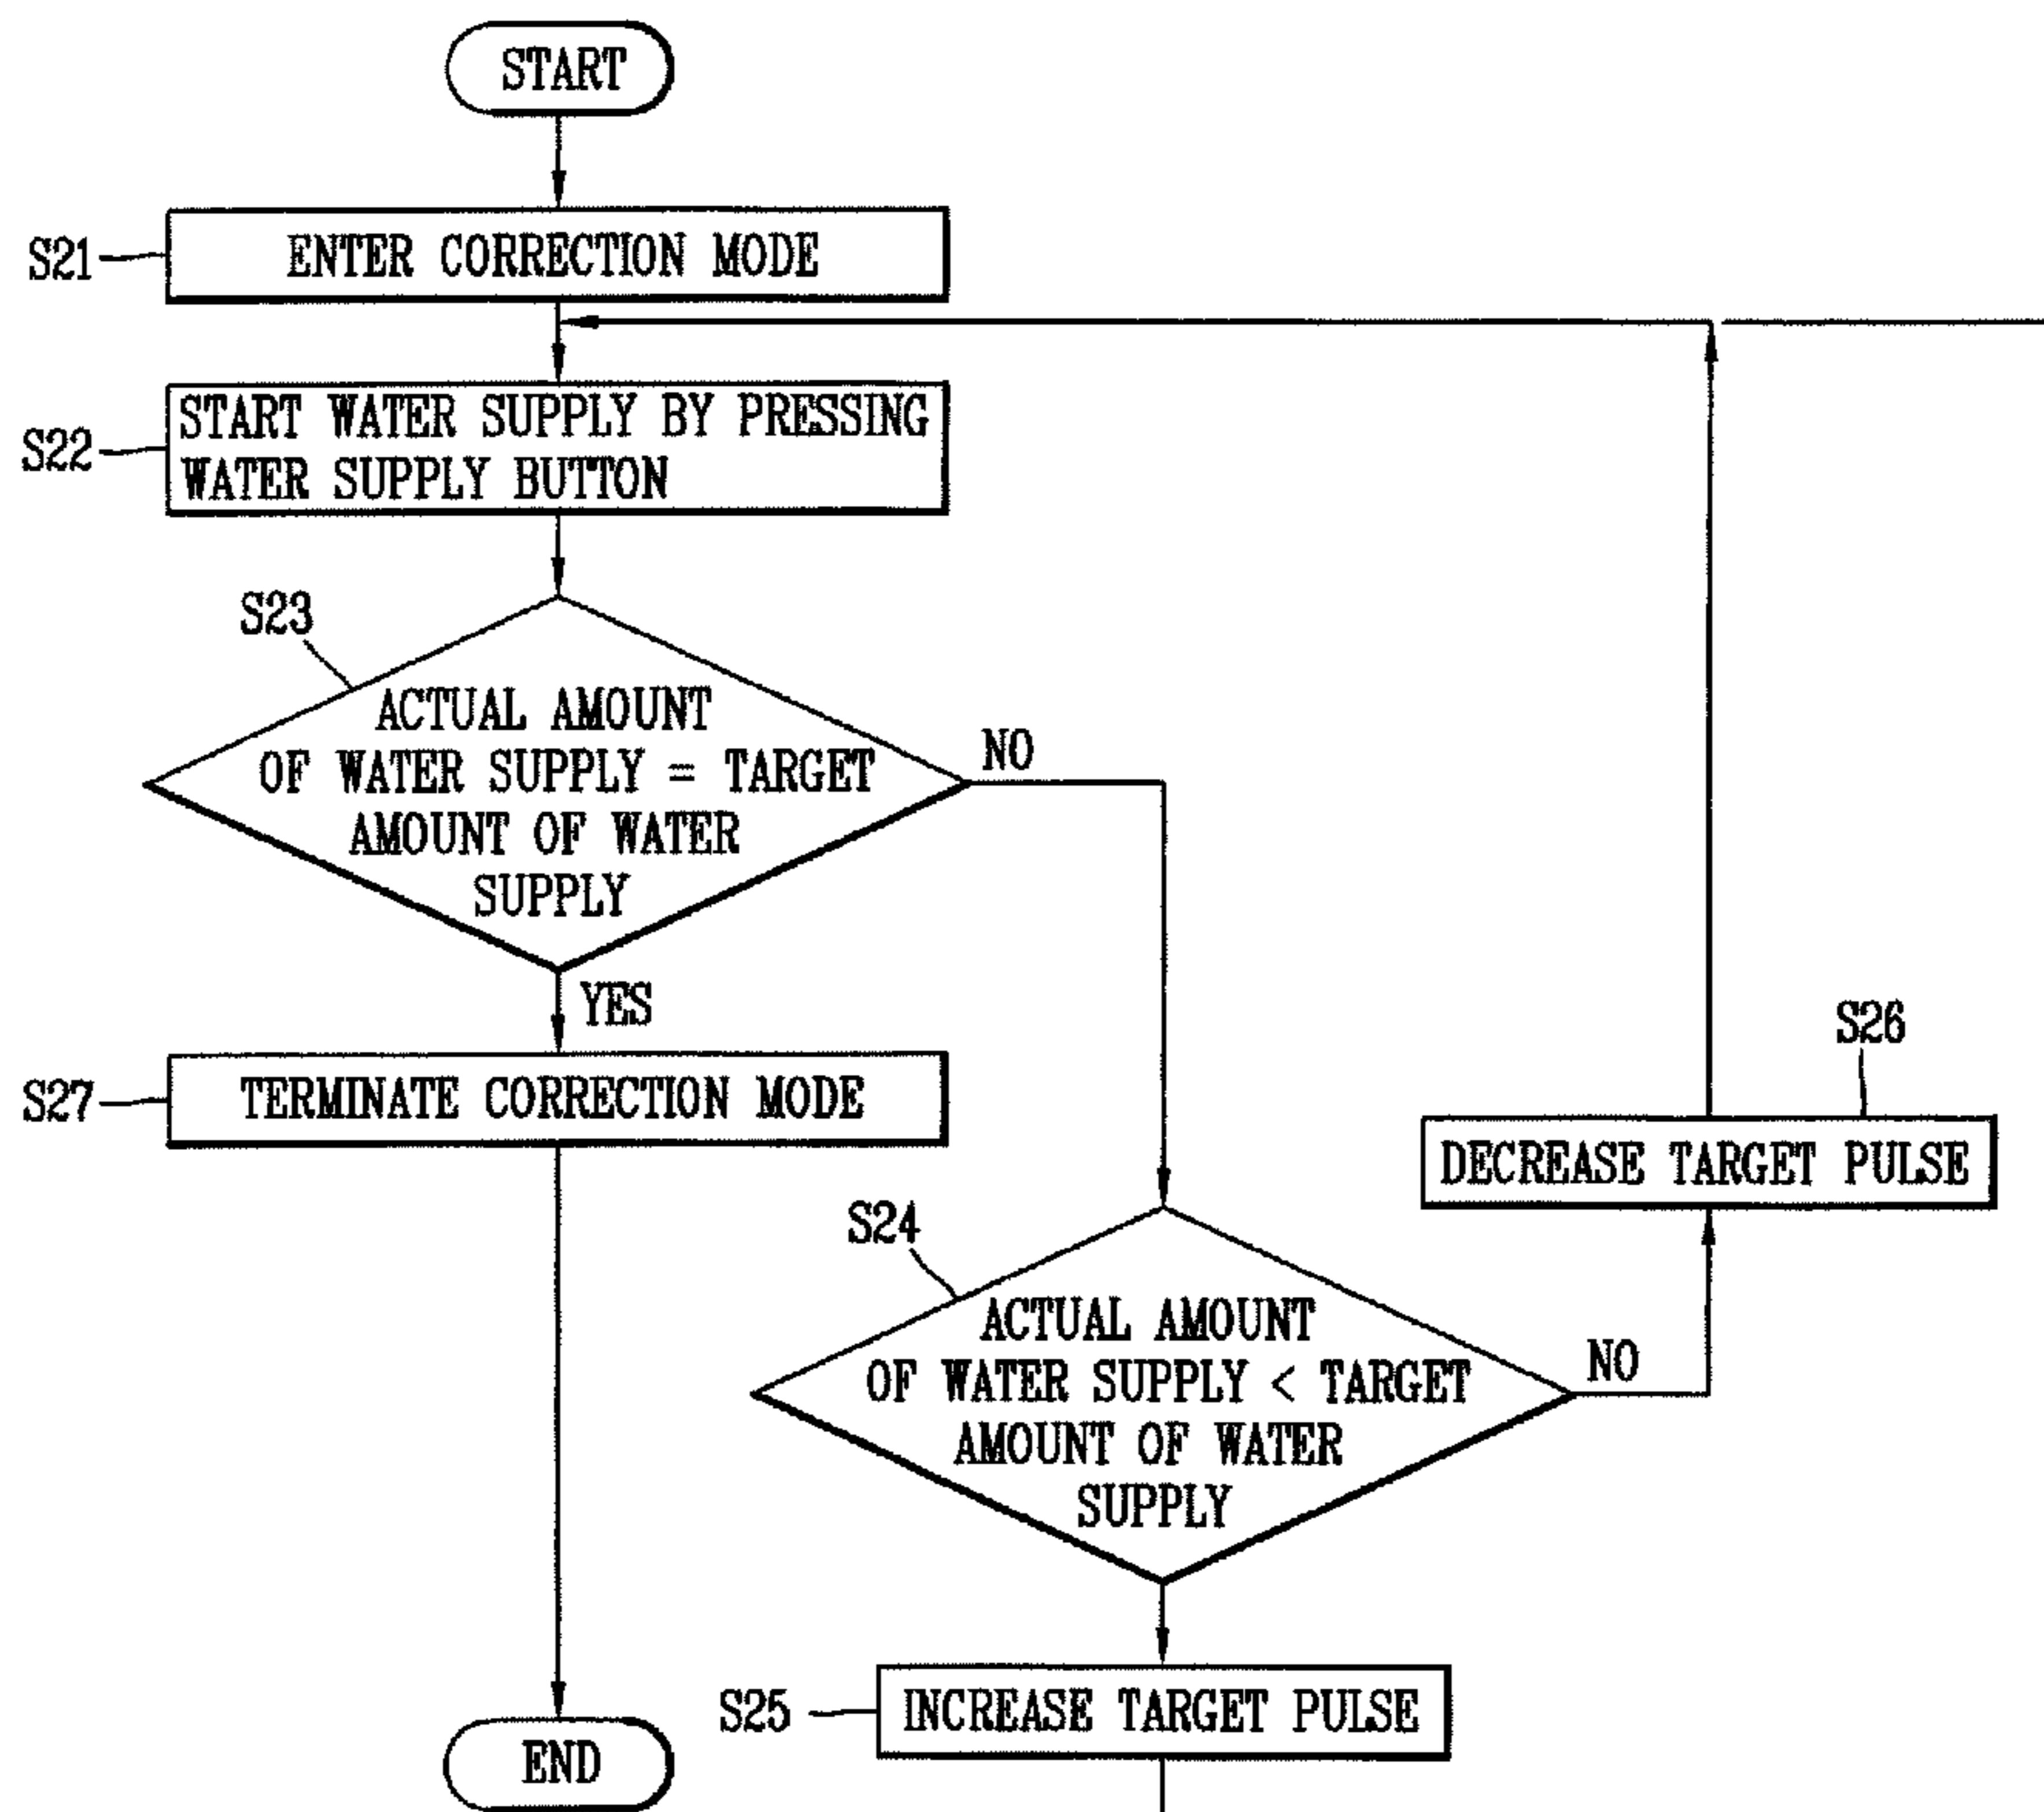 START
S21
ENTER CORRECTION MODE
S22
START WATER SUPPLY BY PRESSING
WATER SUPPLY BUTTON
S23
ACTUAL AMOUNT
OF WATER SUPPLY = TARGET
AMOUNT OF WATER
SUPPLY
NO
YES
S27
TERMINATE CORRECTION MODE
S26
DECREASE TARGET PULSE
S24
ACTUAL AMOUNT
OF WATER SUPPLY < TARGET
AMOUNT OF WATER
SUPPLY
NO
S25
INCREASE TARGET PULSE
END